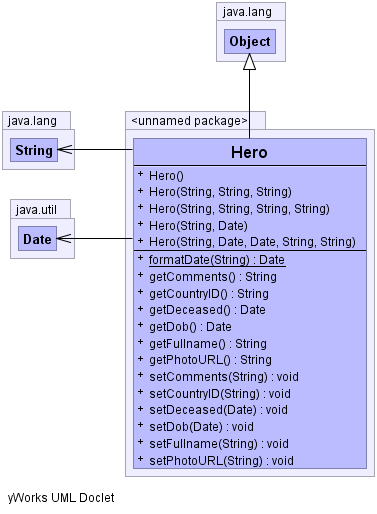 java.lang
Object
java.lang
String
<unnamed package>
Hero
java.util
Date
+ Hero()
+ Hero(String, String, String)
+ Hero(String, String, String, String)
+ Hero(String, Date)
+ Hero(String, Date, Date, String, String)
+ formatDate(String) : Date
+ getComments() : String
+ getCountryID() : String
+ getDeceased() : Date
+ getDob() : Date
+ getFullname() : String
+ getPhotoURL() : String
+ setComments(String) : void
+ setCountryID(String) : void
+ setDeceased(Date) : void
+ setDob(Date) : void
+ setFullname(String) : void
+ setPhotoURL(String) : void
yWorks UML Doclet